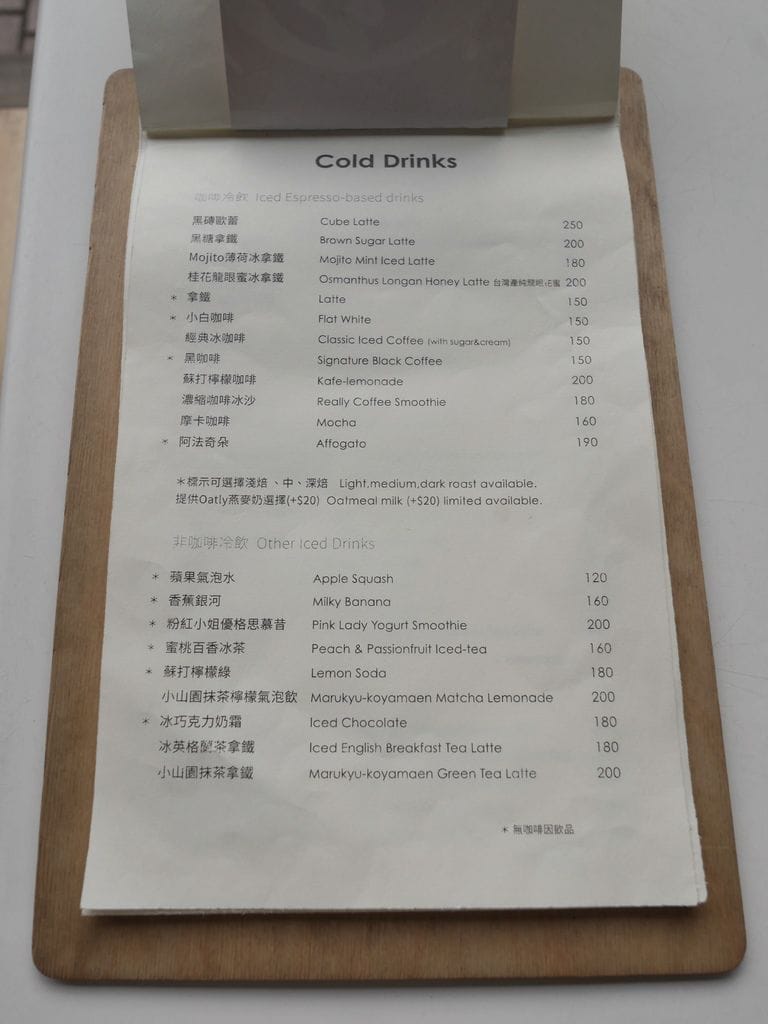 Cold Drinks
咖啡冷飲 Iced Espresso-based drinks
黑磚歐蕾 Cube Latte 250
黑糖拿鐵 Brown Sugar Latte 200
Mojito薄荷冰拿鐵 Mojito Mint Iced Latte 180
桂花龍眼蜜冰拿鐵 Osmanthus Longan Honey Latte 台灣產純龍眼花蜜 200
* 拿鐵 Latte 150
* 小白咖啡 Flat White 150
經典冰咖啡 Classic Iced Coffee (with sugar&cream) 150
* 黑咖啡 Signature Black Coffee 150
蘇打檸檬咖啡 Kafe-lemonade 200
濃縮咖啡冰沙 Really Coffee Smoothie 180
摩卡咖啡 Mocha 160
* 阿法奇朵 Affogato 190
*標示可選擇淺焙、中、深焙 Light,medium,dark roast available.
提供Oatly燕麥奶選擇(+$20) Oatmeal milk (+$20) limited available.
非咖啡冷飲 Other Iced Drinks
* 蘋果氣泡水 Apple Squash 120
* 香蕉銀河 Milky Banana 160
* 粉紅小姐優格思慕昔 Pink Lady Yogurt Smoothie 200
* 蜜桃百香冰茶 Peach & Passionfruit Iced-tea 160
* 蘇打檸檬綠 Lemon Soda 180
小山園抹茶檸檬氣泡飲 Marukyu-koyamaen Matcha Lemonade 200
* 冰巧克力奶霜 Iced Chocolate 180
冰英格蘭茶拿鐵 Iced English Breakfast Tea Latte 180
小山園抹茶拿鐵 Marukyu-koyamaen Green Tea Latte 200
* 無咖啡因飲品